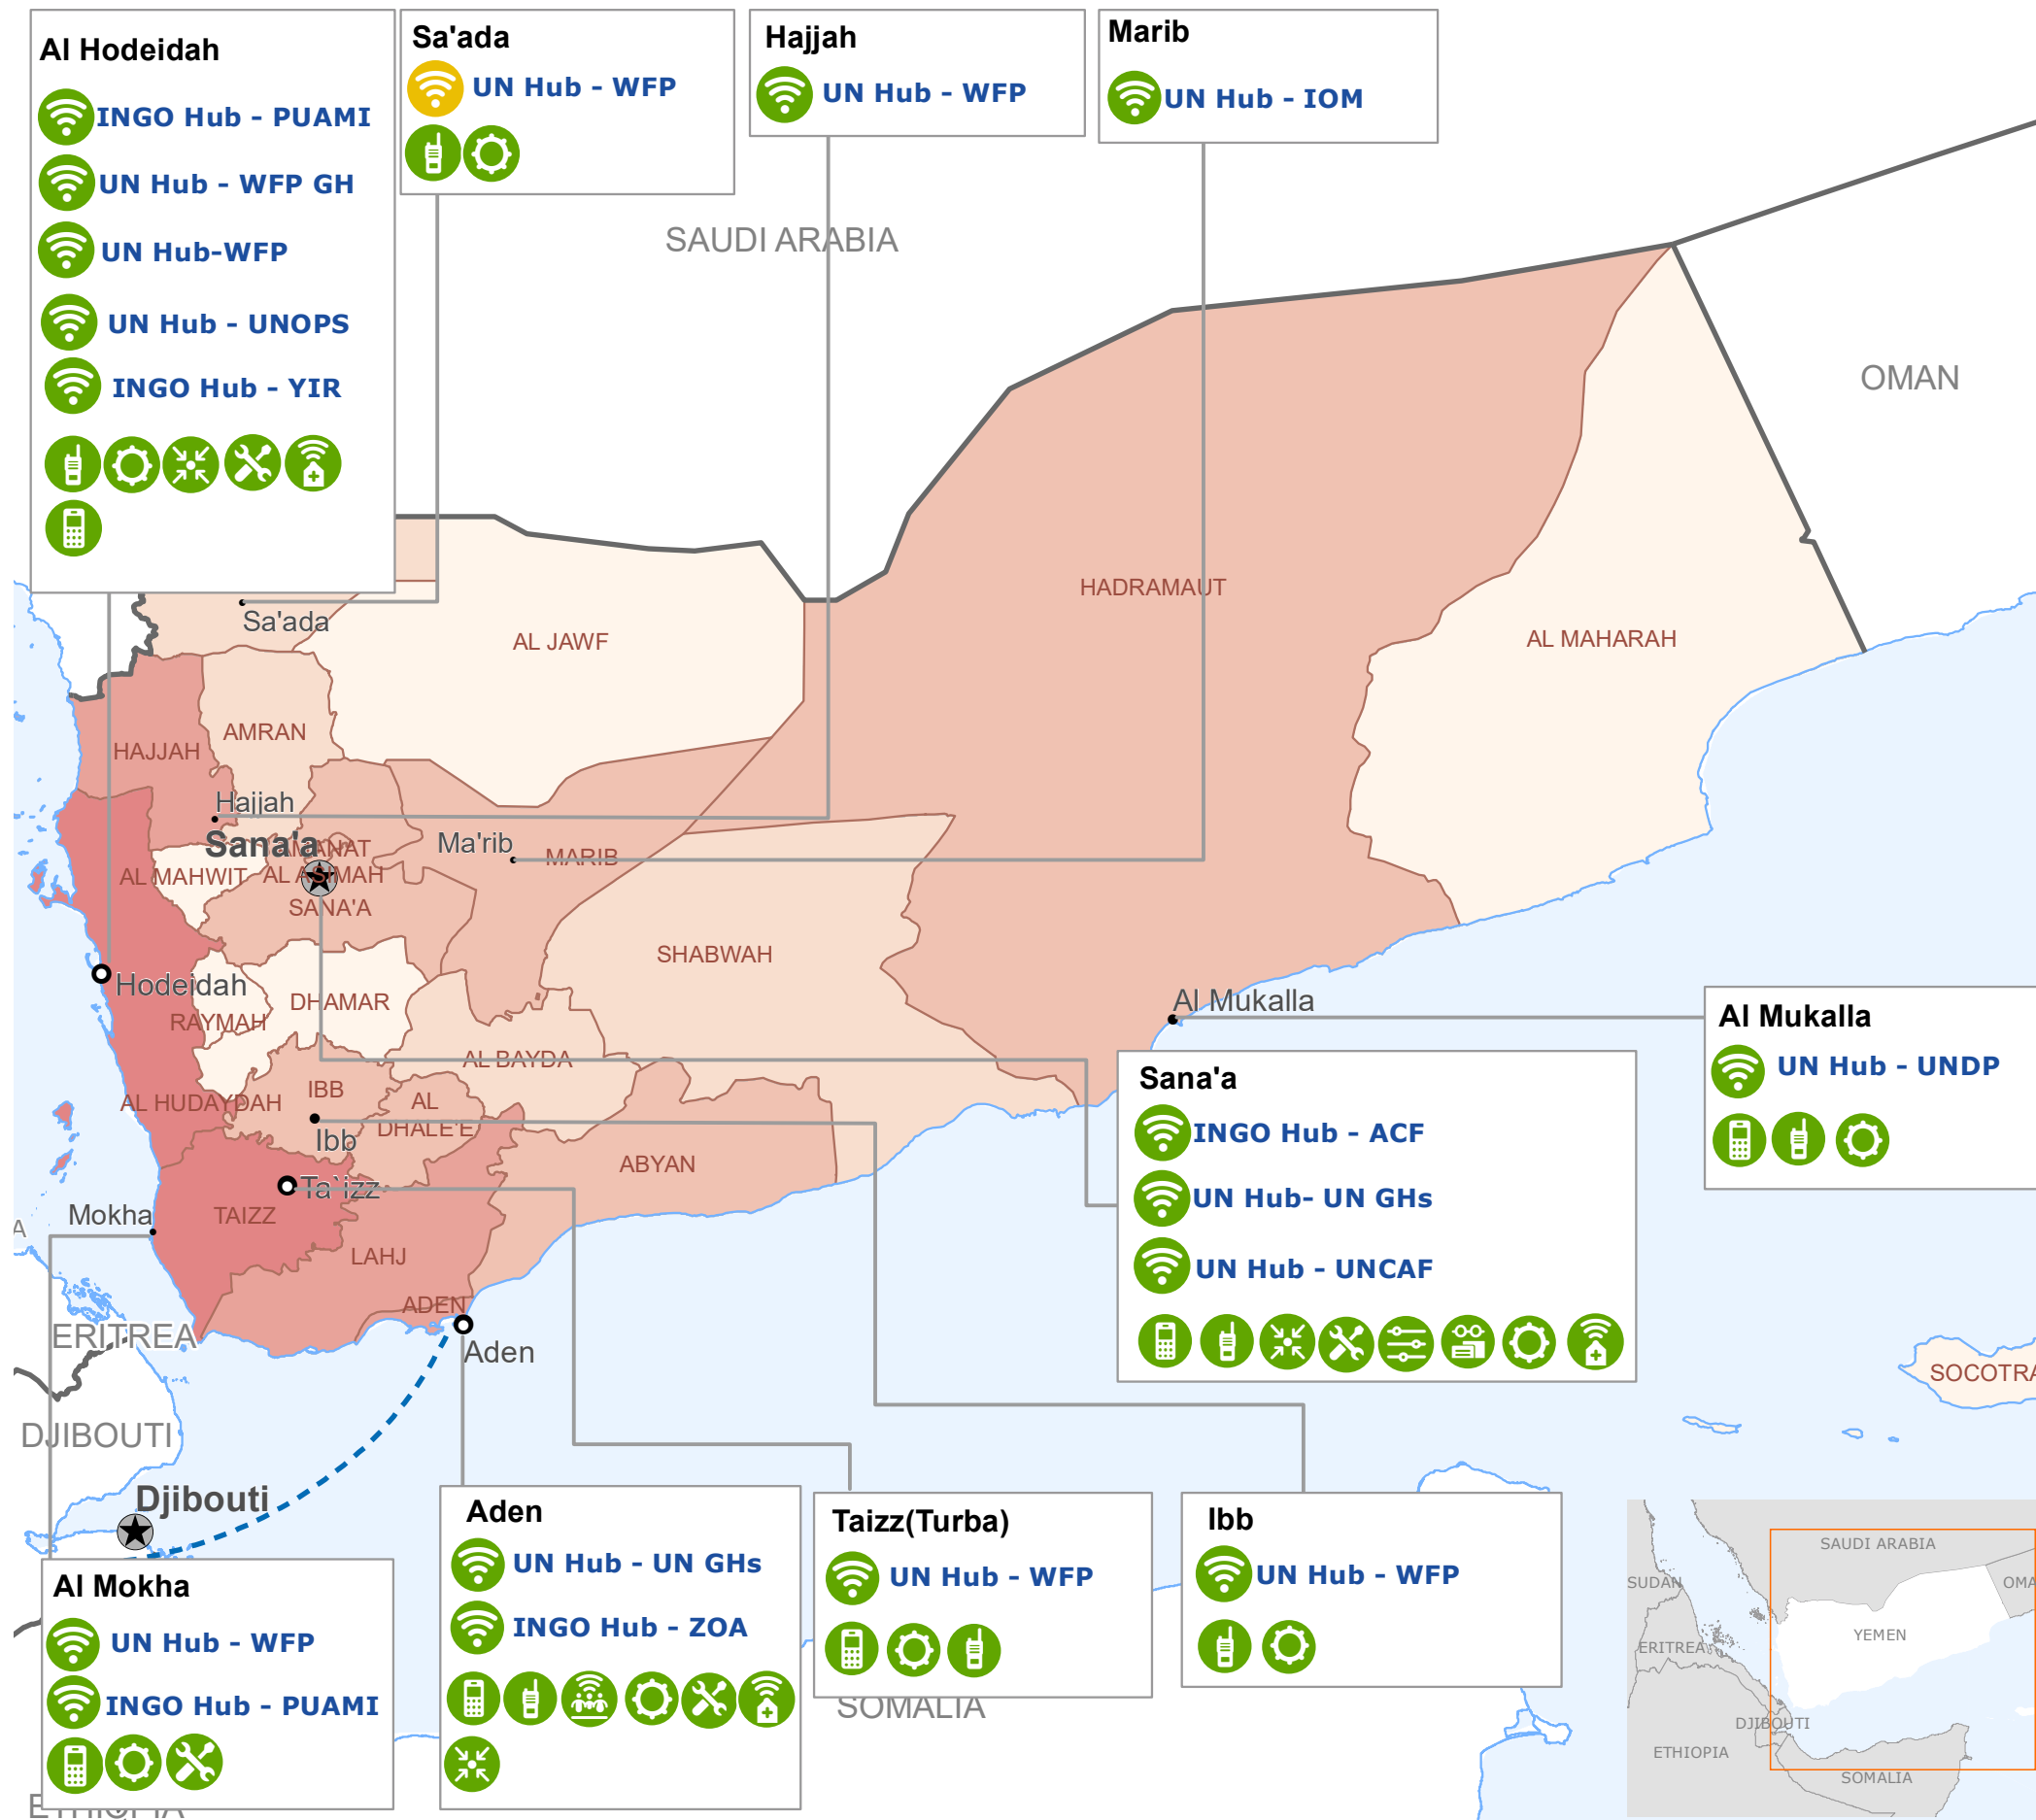 Al Hodeidah
INGO Hub - PUAMI
UN Hub - WFP GH
UN Hub-WFP
UN Hub - UNOPS
INGO Hub - YIR
Sa'ada
UN Hub - WFP
Hajjah
UN Hub - WFP
Marib
UN Hub - IOM
SAUDI ARABIA
OMAN
HADRAMAUT
Sa'ada
AL JAWF
AL MAHARAH
AMRAN
HAJJAH
Hajjah
Sana'a
AMANAT
AL ASIMAH
Ma'rib
MARIB
AL MAHWIT
SANA'A
SHABWAH
Hodeidah
DHAMAR
RAYMAH
Al Mukalla
Al Mukalla
UN Hub - UNDP
AL BAYDA
IBB
AL
DHALE'E
AL HUDAYDAH
Ibb
ABYAN
Ta`izz
TAIZZ
Mokha
A
LAHJ
ADEN
Aden
Sana'a
INGO Hub - ACF
UN Hub- UN GHs
UN Hub - UNCAF
ERITREA
SOCOTRA
DJIBOUTI
Djibouti
Al Mokha
UN Hub - WFP
INGO Hub - PUAMI
ETHIOPIA
Aden
UN Hub - UN GHs
INGO Hub - ZOA
Taizz(Turba)
UN Hub - WFP
SOMALIA
Ibb
UN Hub - WFP
SAUDI ARABIA
SUDAN
OMA
YEMEN
ERITREA
DJIBOUTI
ETHIOPIA
SOMALIA